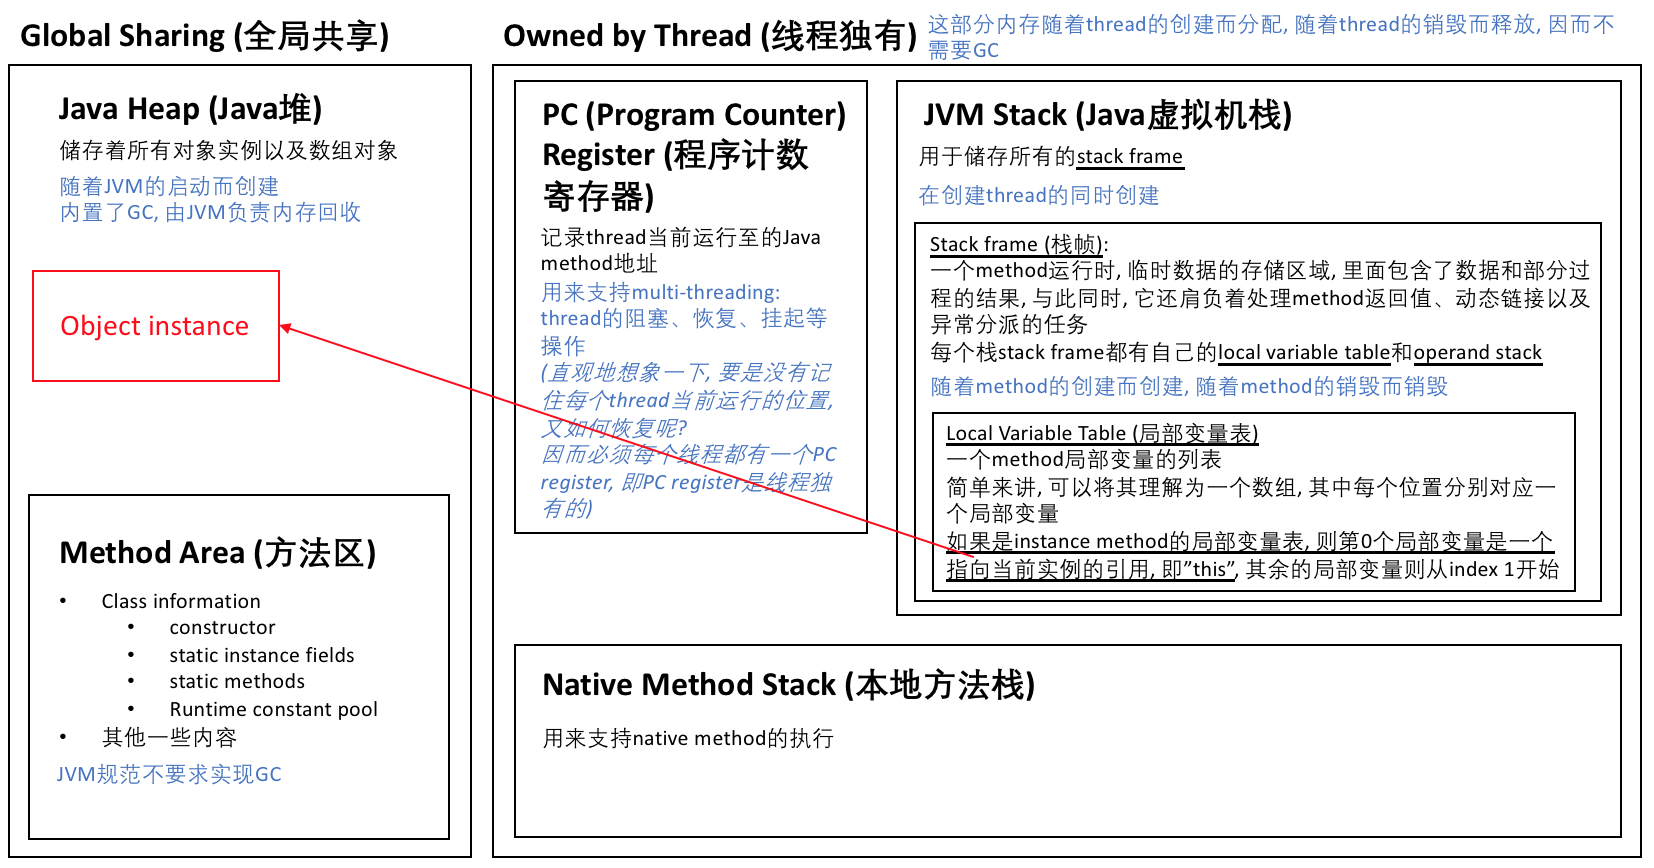 Global Sharing (全局共享)
Java Heap (Java堆)
储存着所有对象实例以及数组对象
随着JVM的启动而创建
内置了GC, 由JVM负责内存回收
Object instance
Method Area (方法区)
• Class information
• constructor
• static instance fields
• static methods
• Runtime constant pool
• 其他一些内容
JVM规范不要求实现GC
Owned by Thread (线程独有)
这部分内存随着thread的创建而分配, 随着thread的销毁而释放, 因而不
需要GC
PC (Program Counter)
Register (程序计数
寄存器)
记录thread当前运行至的Java
method地址
用来支持multi-threading:
thread的阻塞、恢复、挂起等
操作
(直观地想象一下, 要是没有记
住每个thread当前运行的位置,
又如何恢复呢?
因而必须每个线程都有一个PC
register, 即PC register是线程独
有的)
JVM Stack (Java虚拟机栈)
用于储存所有的stack frame
在创建thread的同时创建
Stack frame (栈帧):
一个method运行时, 临时数据的存储区域, 里面包含了数据和部分过
程的结果, 与此同时, 它还肩负着处理method返回值、动态链接以及
异常分派的任务
每个栈stack frame都有自己的local variable table和operand stack
随着method的创建而创建, 随着method的销毁而销毁
Local Variable Table (局部变量表)
一个method局部变量的列表
简单来讲, 可以将其理解为一个数组, 其中每个位置分别对应一
个局部变量
如果是instance method的局部变量表, 则第0个局部变量是一个
指向当前实例的引用, 即”this”, 其余的局部变量则从index 1开始
Native Method Stack (本地方法栈)
用来支持native method的执行